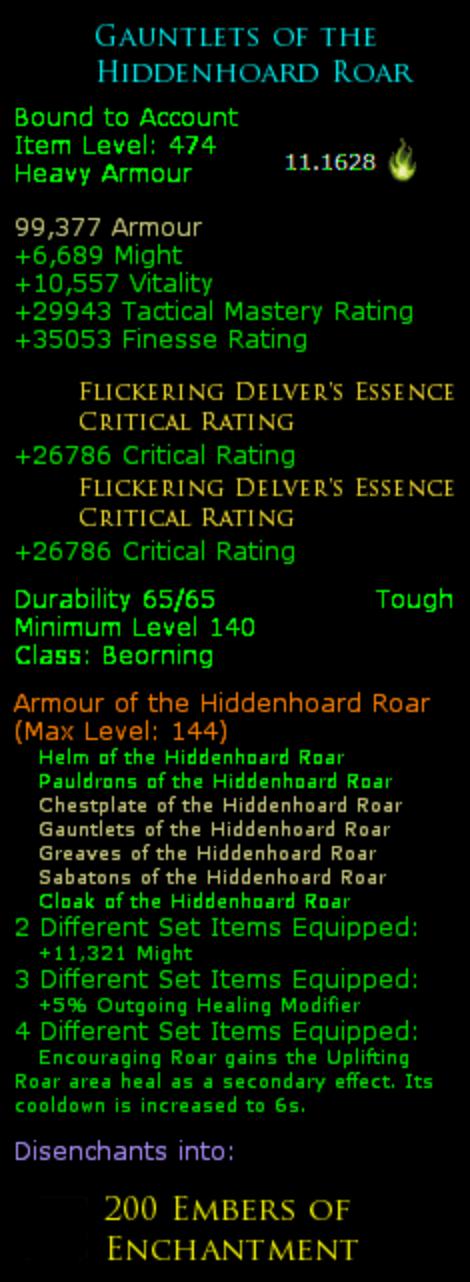 Gauntlets of the
Hiddenhoard Roar
Bound to Account
Item Level: 474
11.1628
Heavy Armour
99,377 Armour
+6,689 Might
+10,557 Vitality
+29943 Tactical Mastery Rating
+35053 Finesse Rating
Flickering Delver's Essence
Critical Rating
+26786 Critical Rating
Flickering Delver's Essence
Critical Rating
+26786 Critical Rating
Durability 65/65 Tough
Minimum Level 140
Class: Beorning
Armour of the Hiddenhoard Roar
(Max Level: 144)
Helm of the Hiddenhoard Roar
Pauldrons of the Hiddenhoard Roar
Chestplate of the Hiddenhoard Roar
Gauntlets of the Hiddenhoard Roar
Greaves of the Hiddenhoard Roar
Sabatons of the Hiddenhoard Roar
Cloak of the Hiddenhoard Roar
2 Different Set Items Equipped:
+11,321 Might
3 Different Set Items Equipped:
+5% Outgoing Healing Modifier
4 Different Set Items Equipped:
Encouraging Roar gains the Uplifting
Roar area heal as a secondary effect. Its
cooldown is increased to 6s.
Disenchants into:
200 Embers of
Enchantment